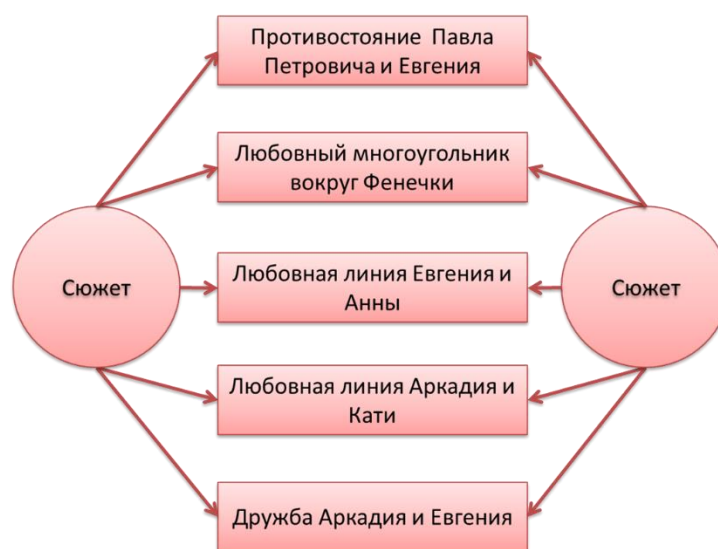 Противостояние Павла
Петровича и Евгения
Любовный многоугольник
вокруг Фенечки
Сюжет
Любовная линия Евгения и
Анны
Сюжет
Любовная линия Аркадия и
Кати
Дружба Аркадия и Евгения